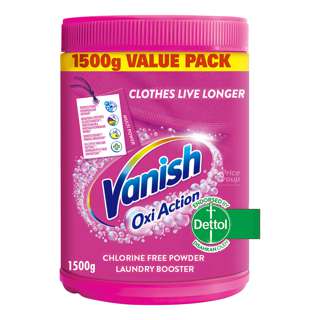 1500g VALUE PACK
CLOTHES LIVE LONGER
Vanish
Oxi Action
ENDORSED BY
Dettol
CHLORINE FREE POWDER
LAUNDRY BOOSTER
1500g